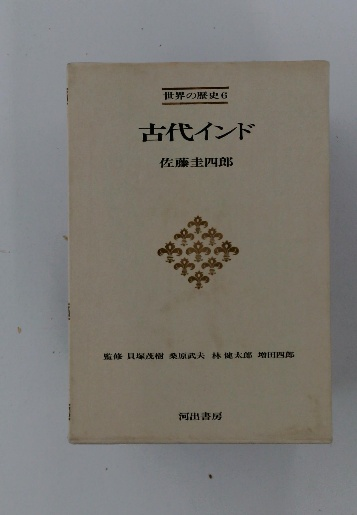 世界の歴史6
古代インド
佐藤圭四郎
監修 貝塚茂樹 桑原武夫 林健太郎 増田四郎
河出書房